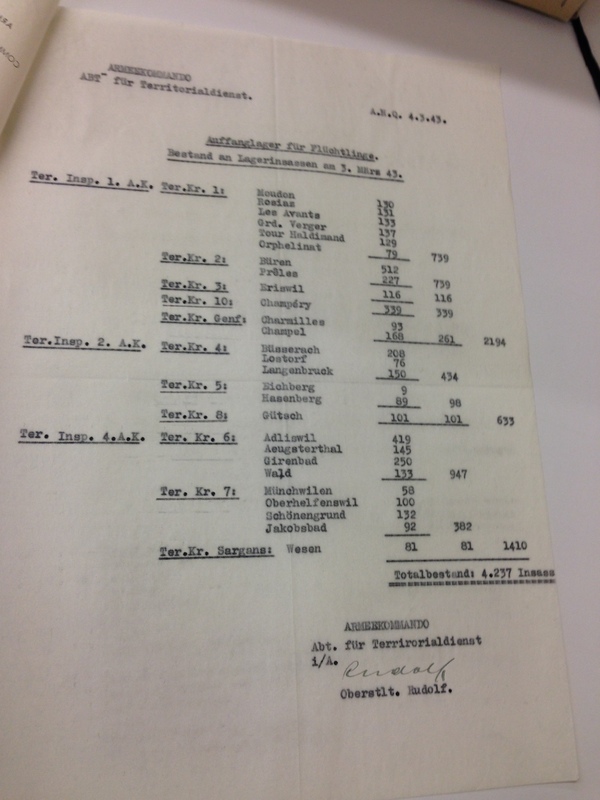 ARMEEKOMMANDO
ABT" für Territorialdienst.
A.H.Q. 4.3.43.
Auffanglager für Flüchtlinge.
Bestand an Lagerinsassen am 3. März 43.
Ter. Insp. 1. A.K. Ter.Kr. 1: Moudon 130
Rosiaz 131
Les Avants 133
Grd. Verger 137
Tour Haldimand 129
Orphelinat 79 739
Ter.Kr. 2: Büren 512
Prêles 227 739
Ter.Kr. 3: Eriswil 116 116
Ter.Kr. 10: Champéry 339 339
Ter.Kr. Genf: Charmilles 93
Champel 168 261 2194
Ter.Insp. 2. A.K. Ter.Kr. 4: Büsserach 208
Lostorf 76
Langenbruck 150 434
Ter.Kr. 5: Eichberg 9
Hasenberg 89 98
Ter.Kr. 8: Gütsch 101 101 633
Ter. Insp. 4.A.K. Ter. Kr. 6: Adliswil 419
Aeugsterthal 145
Girenbad 250
Wald 133 947
Ter. Kr. 7: Münchwilen 58
Oberhelfenswil 100
Schönengrund 132
Jakobsbad 92 382
Ter.Kr. Sargans: Wesen 81 81 1410
Totalbestand: 4.237 Insass
ARMEEKOMMANDO
Abt. für Terrirorialdienst
i/A.
Rudolf
Oberstlt. Rudolf.